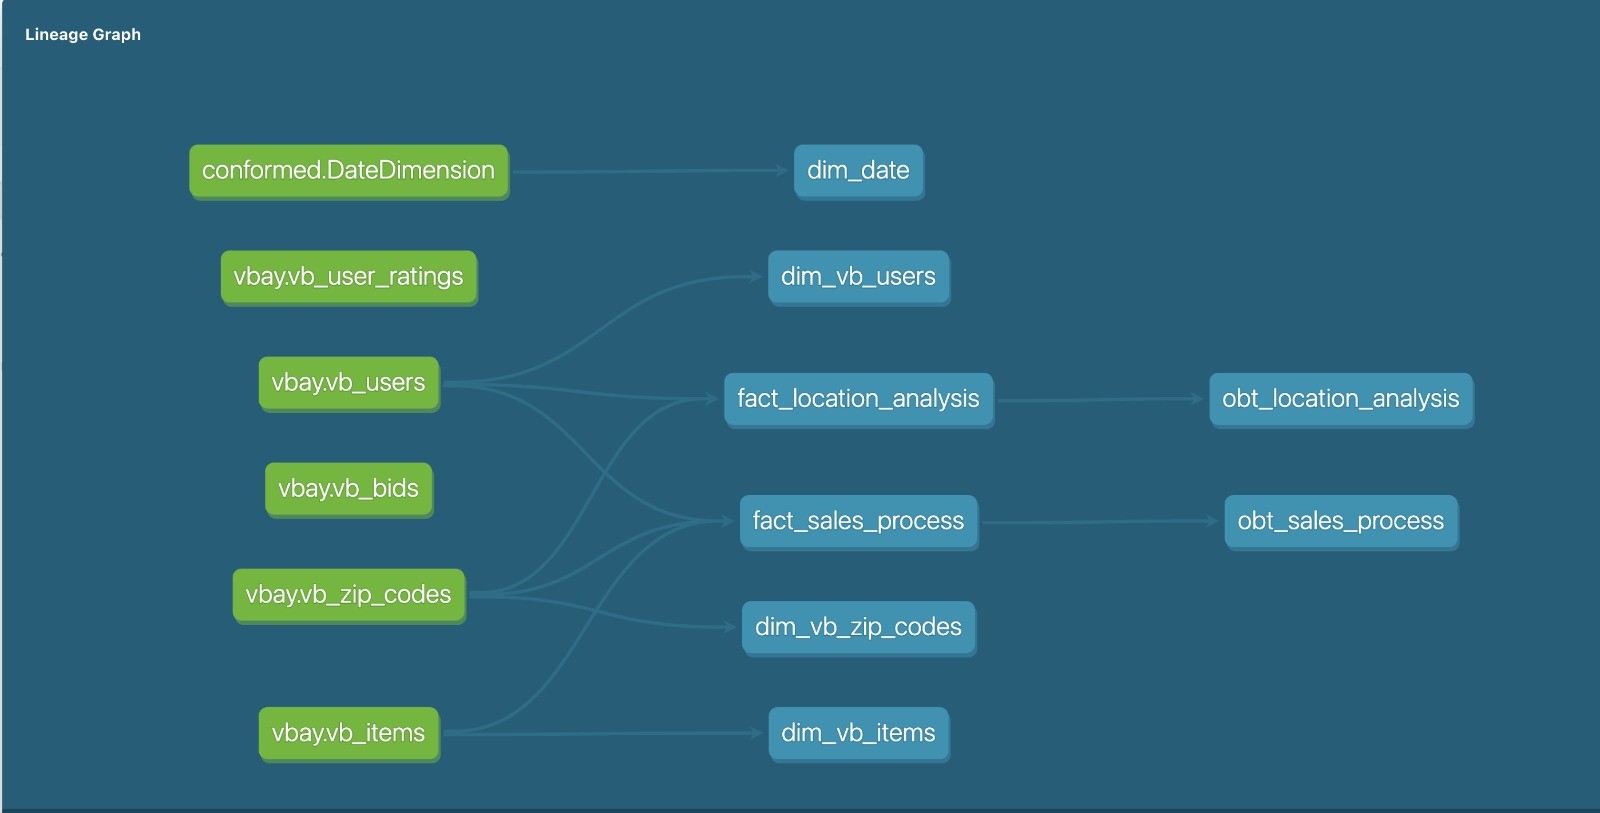 Lineage Graph
conformed.DateDimension
dim_date
vbay.vb_user_ratings
dim_vb_users
vbay.vb_users
fact_location_analysis
obt_location_analysis
vbay.vb_bids
fact_sales_process
obt_sales_process
vbay.vb_zip_codes
dim_vb_zip_codes
vbay.vb_items
dim_vb_items